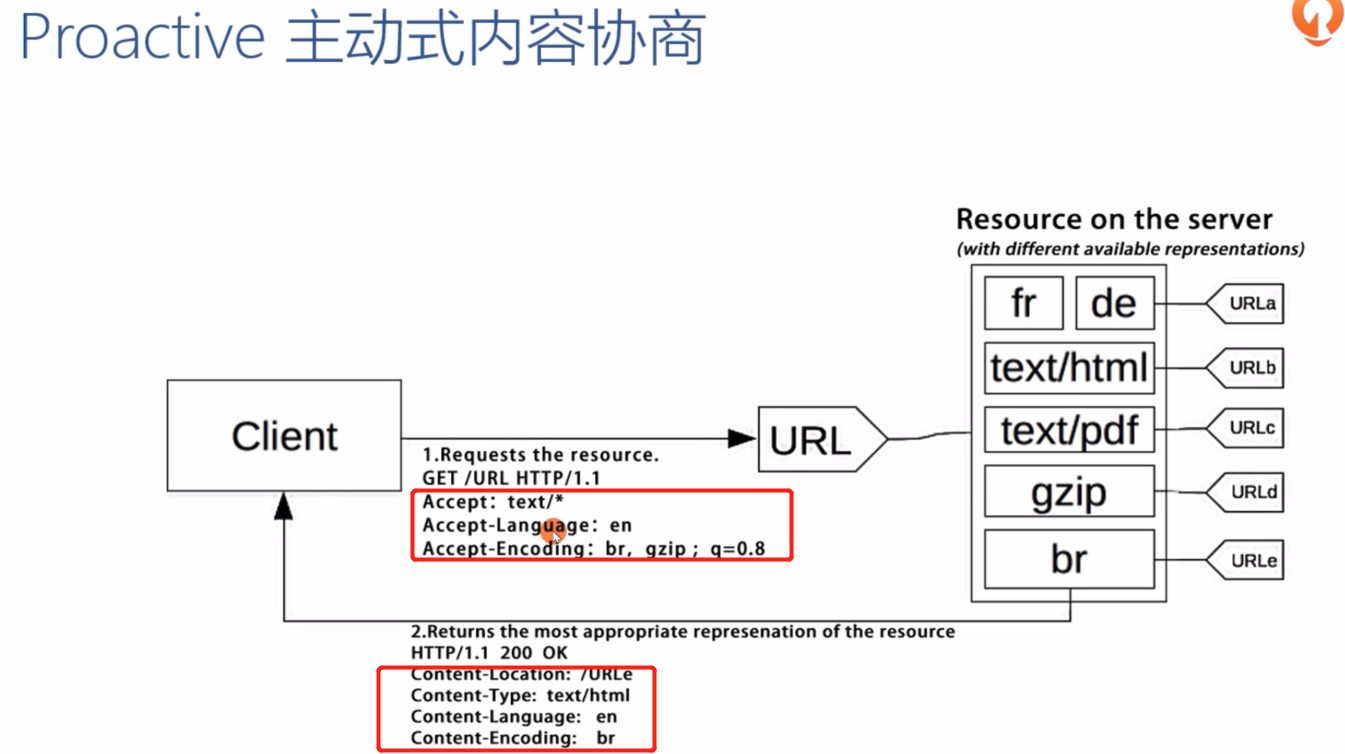 Proactive 主动式内容协商
Resource on the server
(with different available representations)
fr
de
URLa
text/html
URLb
text/pdf
URLc
gzip
URLd
br
URLe
Client
URL
1.Requests the resource.
GET /URL HTTP/1.1
Accept: text/*
Accept-Language: en
Accept-Encoding: br, gzip ; q=0.8
2.Returns the most appropriate represenation of the resource
HTTP/1.1 200 OK
Content-Location: /URLe
Content-Type: text/html
Content-Language: en
Content-Encoding: br